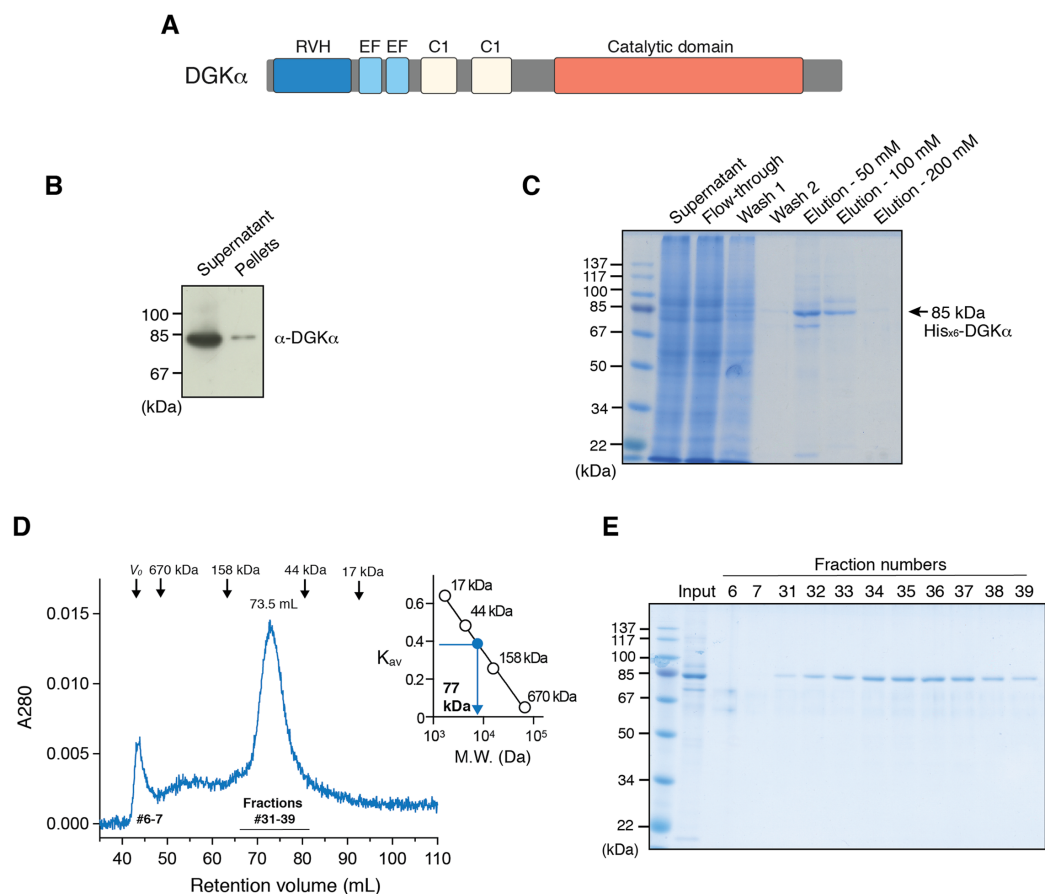 A
RVH EF EF C1 C1 Catalytic domain
DGKα
B
Supernatant
Pellets
100
85
67
(kDa)
α-DGKα
C
Supernatant
Flow-through
Wash 1
Wash 2
Elution - 50 mM
Elution - 100 mM
Elution - 200 mM
137
117
100
85
67
50
34
22
(kDa)
85 kDa
Hisx6-DGKα
D
V0 670 kDa 158 kDa 44 kDa 17 kDa
73.5 mL
0.015
0.010
0.005
0.000
A280
#6-7
Fractions
#31-39
40 50 60 70 80 90 100 110
Retention volume (mL)
0.6
0.4
0.2
0
Kav
17 kDa
44 kDa
158 kDa
670 kDa
77
kDa
10³ 10⁴ 10⁵
M.W. (Da)
E
Fraction numbers
Input 6 7 31 32 33 34 35 36 37 38 39
137
117
100
85
67
50
34
22
(kDa)